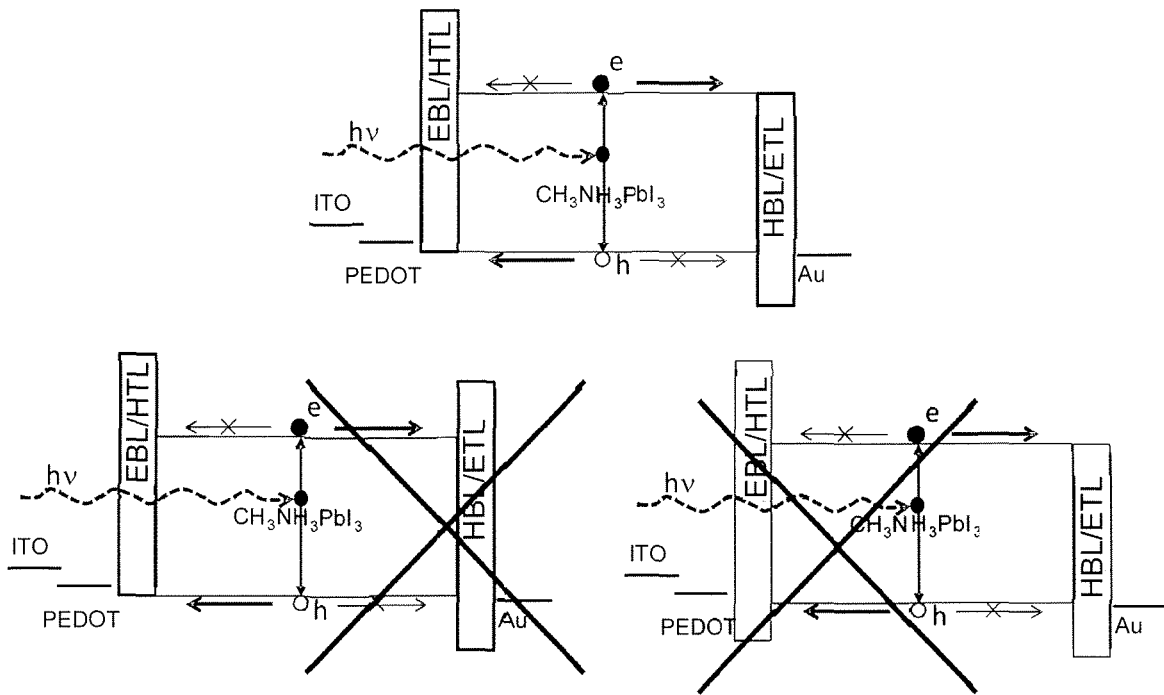 e
EBL/HTL
hν
HBL/ETL
CH₃NH₃PbI₃
ITO
h
PEDOT
Au
e
EBL/HTL
HBL/ETL
hν
CH₃NH₃PbI₃
ITO
h
PEDOT
Au
e
EBL/HTL
hν
HBL/ETL
CH₃NH₃PbI₃
ITO
h
PEDOT
Au